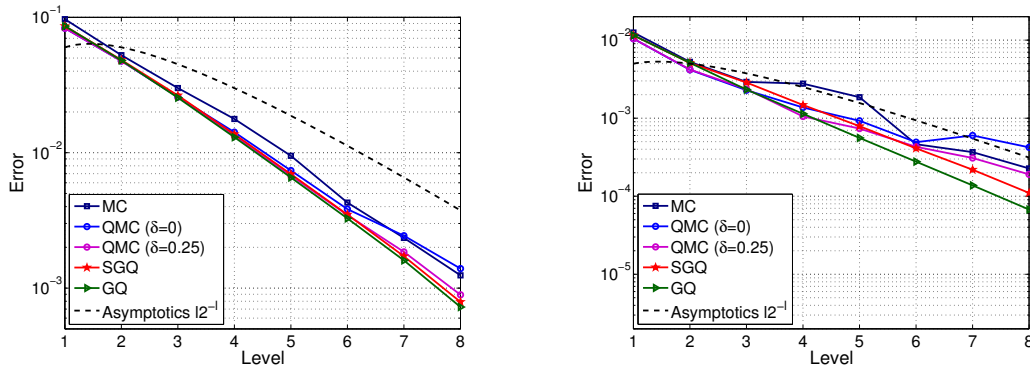 10⁻¹
10⁻²
10⁻³
Error
MC
QMC (δ=0)
QMC (δ=0.25)
SGQ
GQ
Asymptotics l2⁻ˡ
1 2 3 4 5 6 7 8
Level
10⁻²
10⁻³
10⁻⁴
10⁻⁵
Error
MC
QMC (δ=0)
QMC (δ=0.25)
SGQ
GQ
Asymptotics l2⁻ˡ
1 2 3 4 5 6 7 8
Level